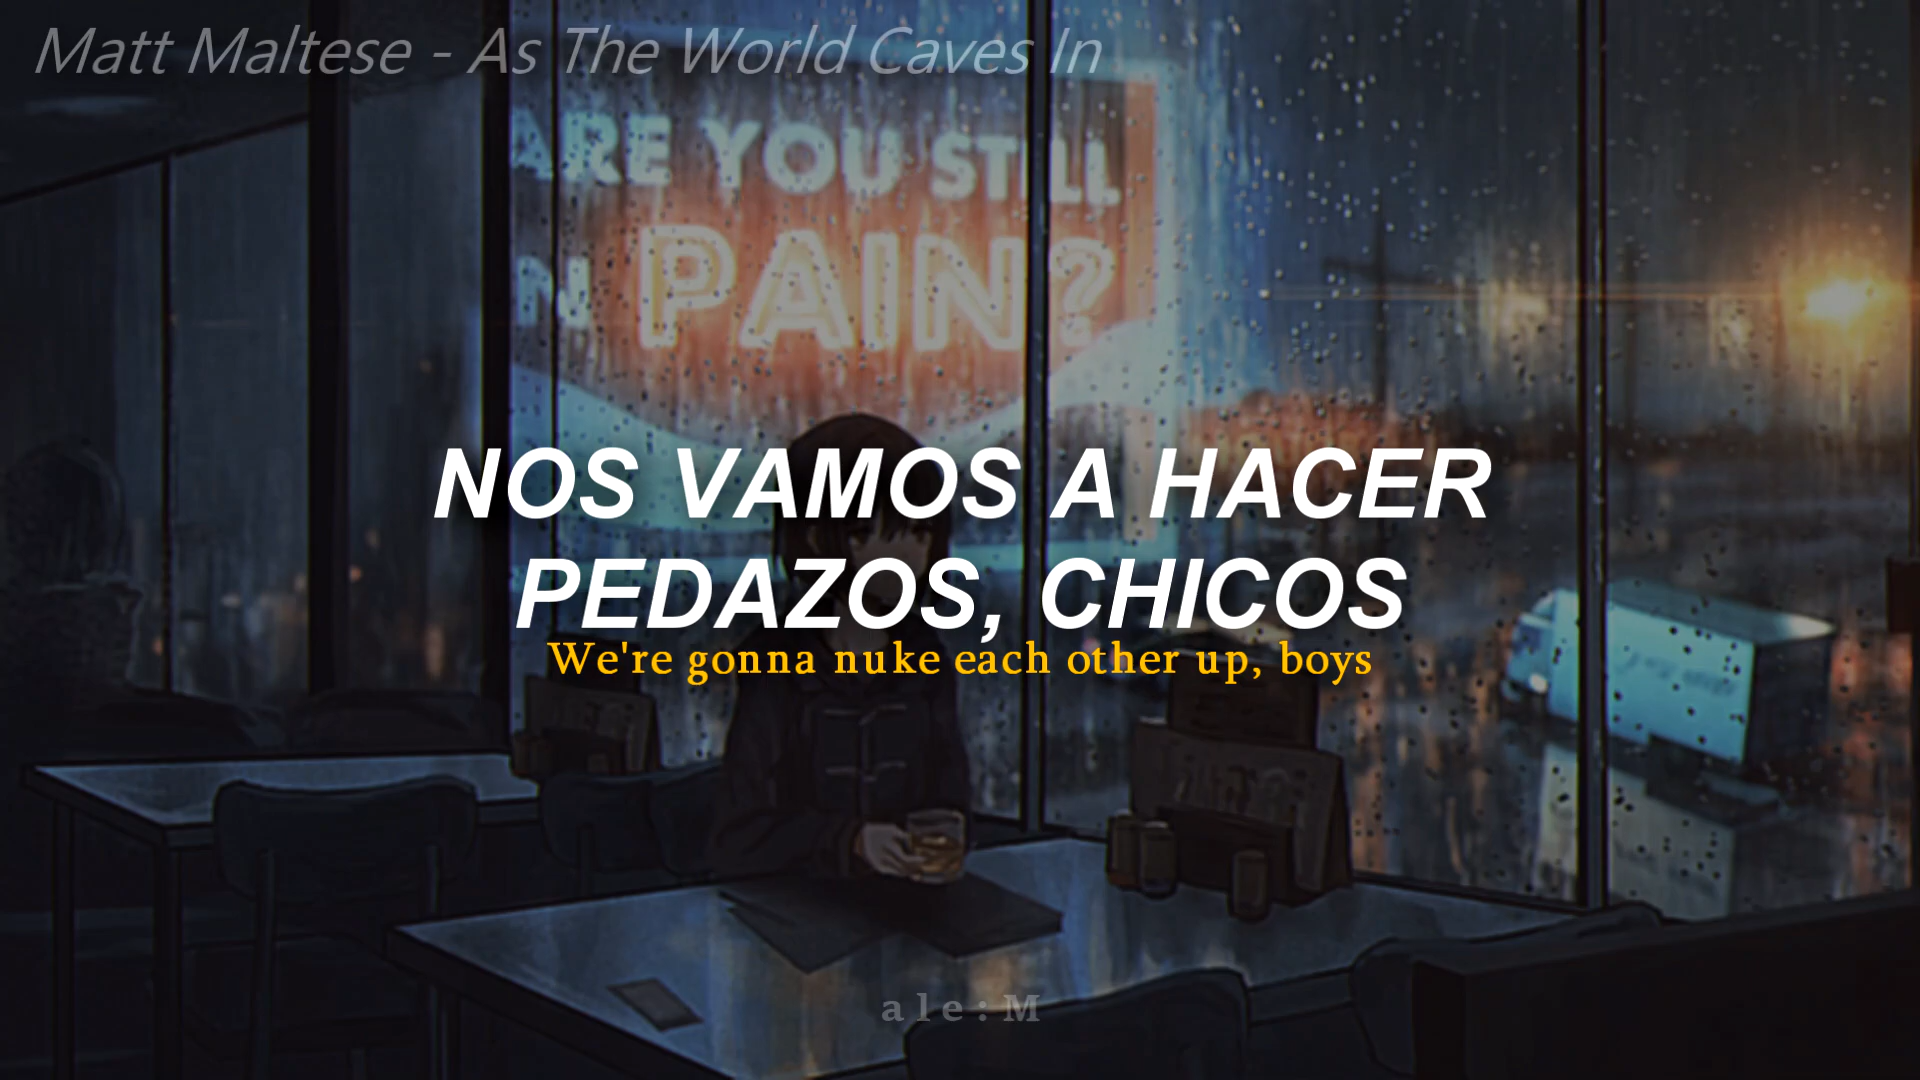 Matt Maltese - As The World Caves In
ARE YOU STILL
IN PAIN?
NOS VAMOS A HACER
PEDAZOS, CHICOS
We're gonna nuke each other up, boys
ale:M